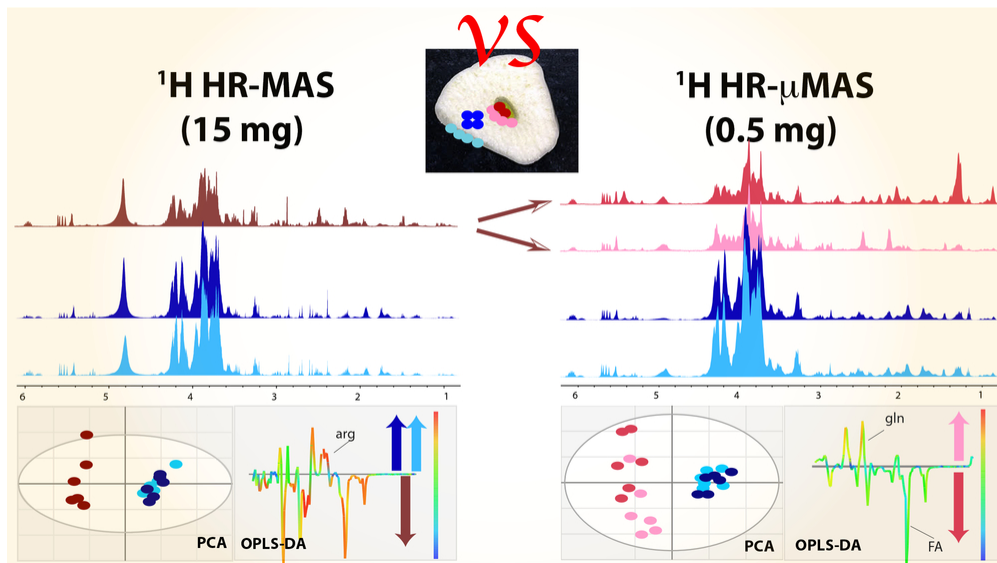 VS
¹H HR-MAS
(15 mg)
¹H HR-μMAS
(0.5 mg)
6 5 4 3 2 1
6 5 4 3 2 1
arg
PCA
OPLS-DA
gln
FA
PCA
OPLS-DA